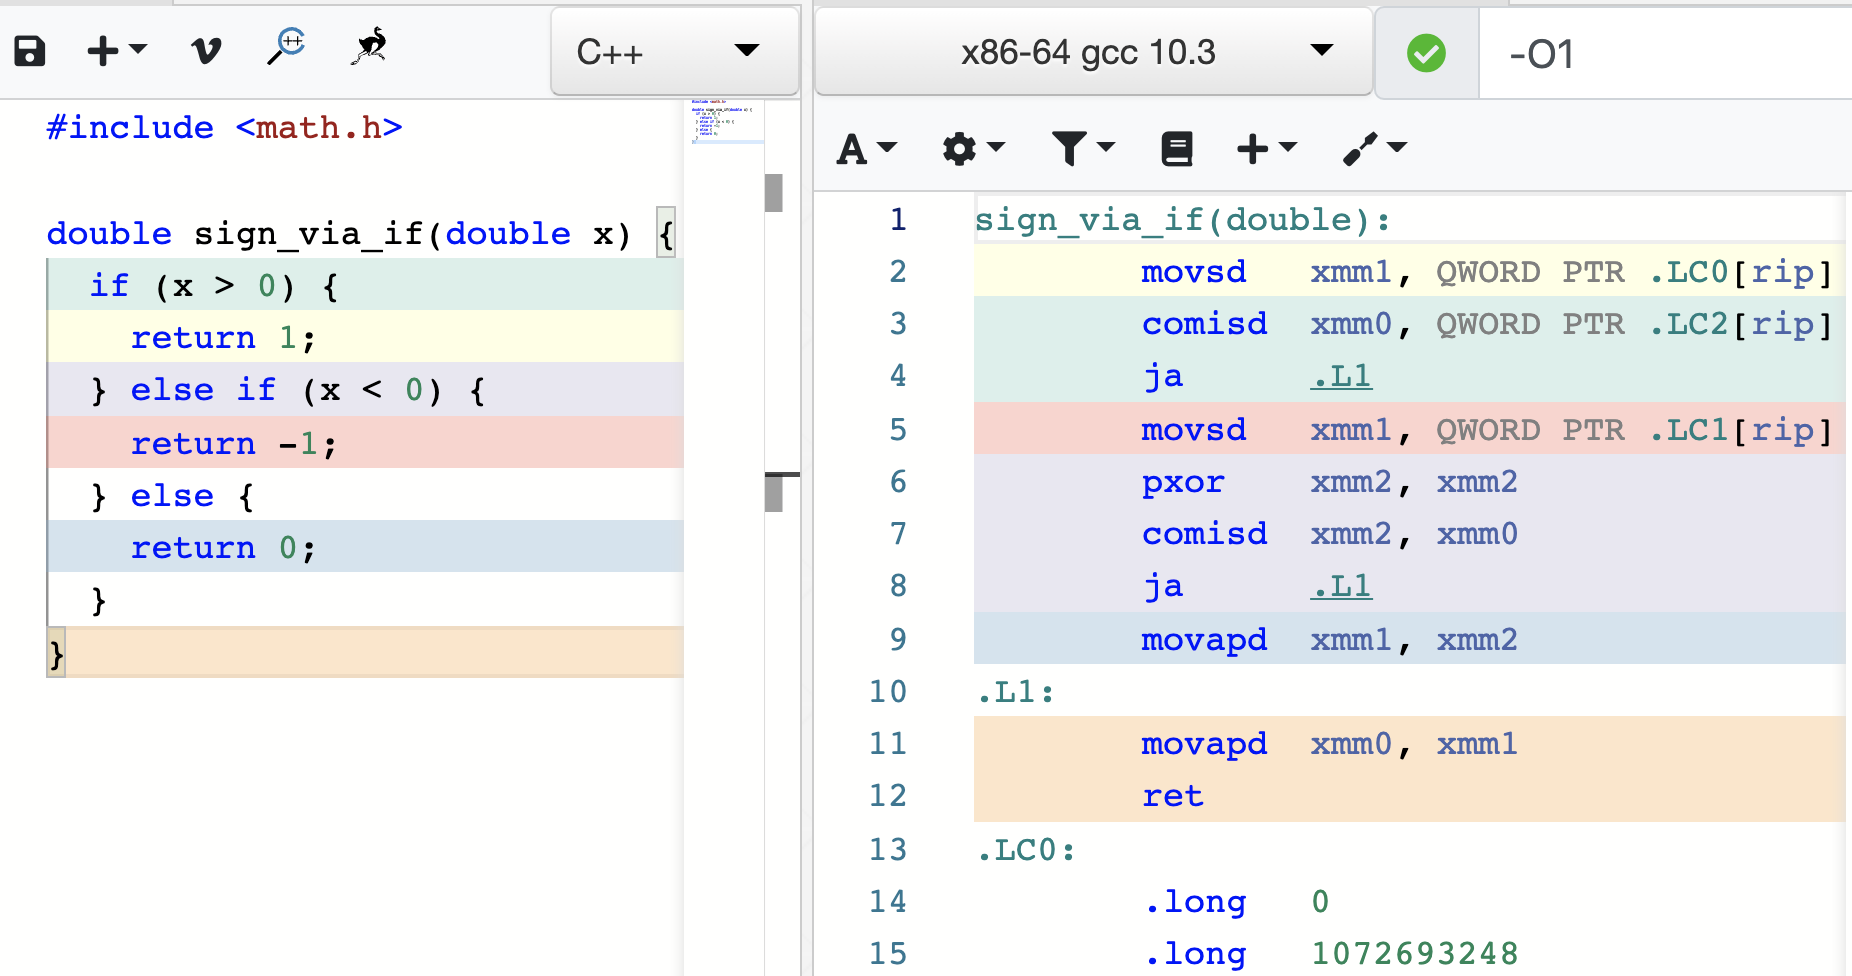 C++
x86-64 gcc 10.3
-O1
#include <math.h>
double sign_via_if(double x) {
if (x > 0) {
return 1;
} else if (x < 0) {
return -1;
} else {
return 0;
}
}
A
1 sign_via_if(double):
2 movsd xmm1, QWORD PTR .LC0[rip]
3 comisd xmm0, QWORD PTR .LC2[rip]
4 ja .L1
5 movsd xmm1, QWORD PTR .LC1[rip]
6 pxor xmm2, xmm2
7 comisd xmm2, xmm0
8 ja .L1
9 movapd xmm1, xmm2
10 .L1:
11 movapd xmm0, xmm1
12 ret
13 .LC0:
14 .long 0
15 .long 1072693248